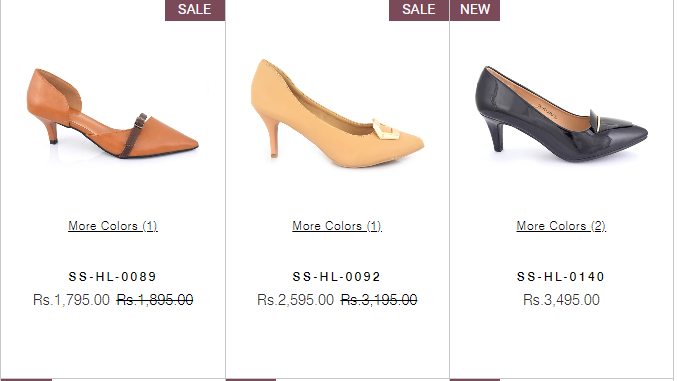 SALE
SALE
NEW
More Colors (1)
More Colors (1)
More Colors (2)
SS-HL-0089
SS-HL-0092
SS-HL-0140
Rs.1,795.00 Rs.1,895.00
Rs.2,595.00 Rs.3,195.00
Rs.3,495.00